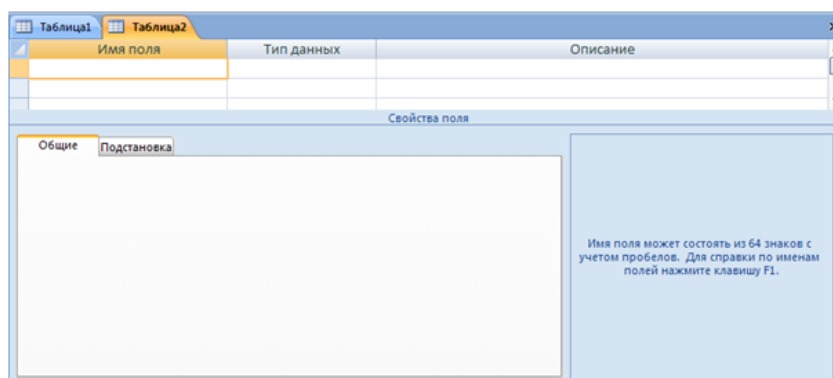 Таблица1 Таблица2
Имя поля Тип данных Описание
Свойства поля
Общие Подстановка
Имя поля может состоять из 64 знаков с
учетом пробелов. Для справки по именам
полей нажмите клавишу F1.